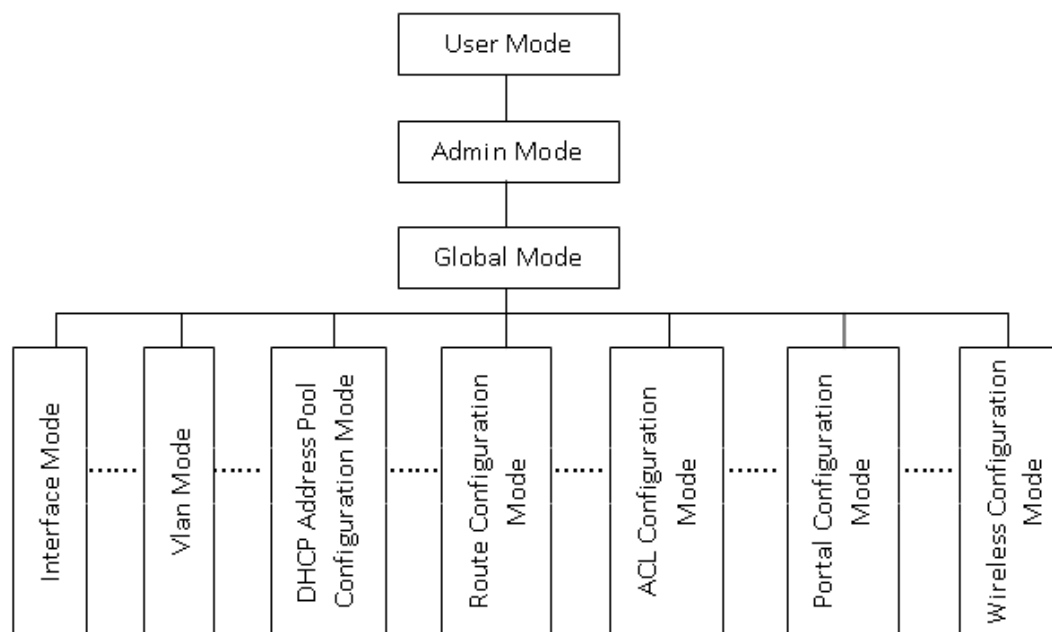 User Mode
Admin Mode
Global Mode
Interface Mode
Vlan Mode
DHCP Address Pool
Configuration Mode
Route Configuration
Mode
ACL Configuration
Mode
Portal Configuration
Mode
Wireless Configuration
Mode